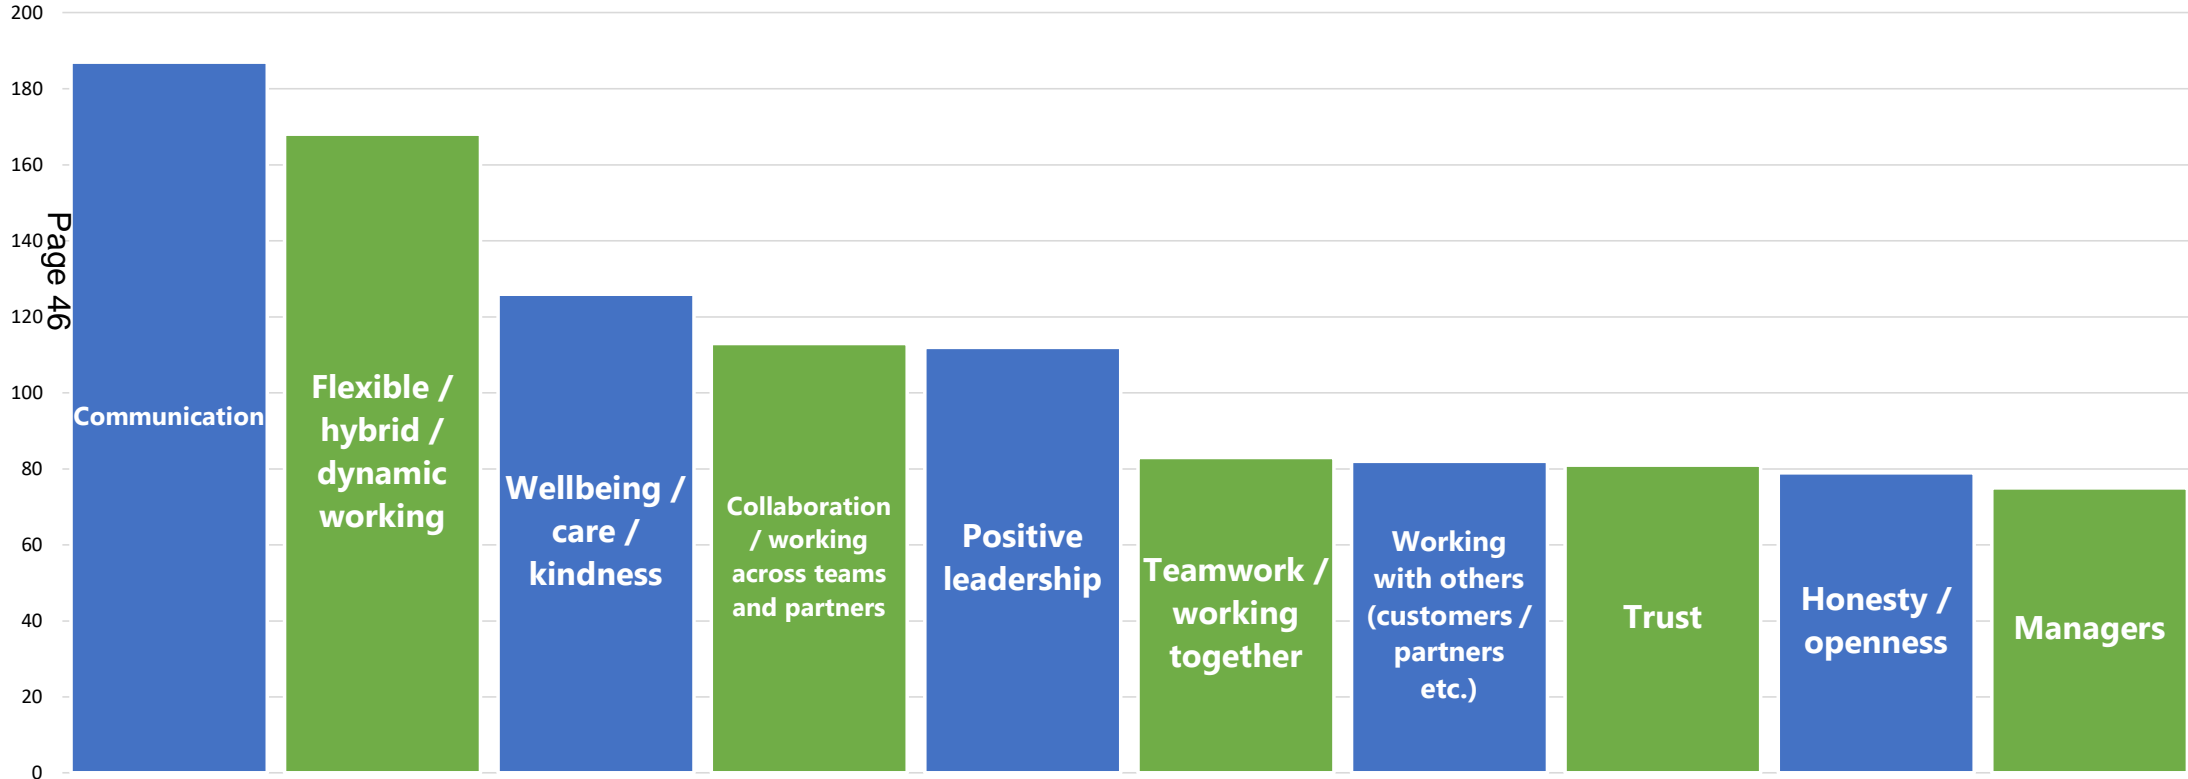 200
180
160
140
120
100
80
60
40
20
0
Page 46
Communication
Flexible /
hybrid /
dynamic
working
Wellbeing /
care /
kindness
Collaboration
/ working
across teams
and partners
Positive
leadership
Teamwork /
working
together
Working
with others
(customers /
partners
etc.)
Trust
Honesty /
openness
Managers